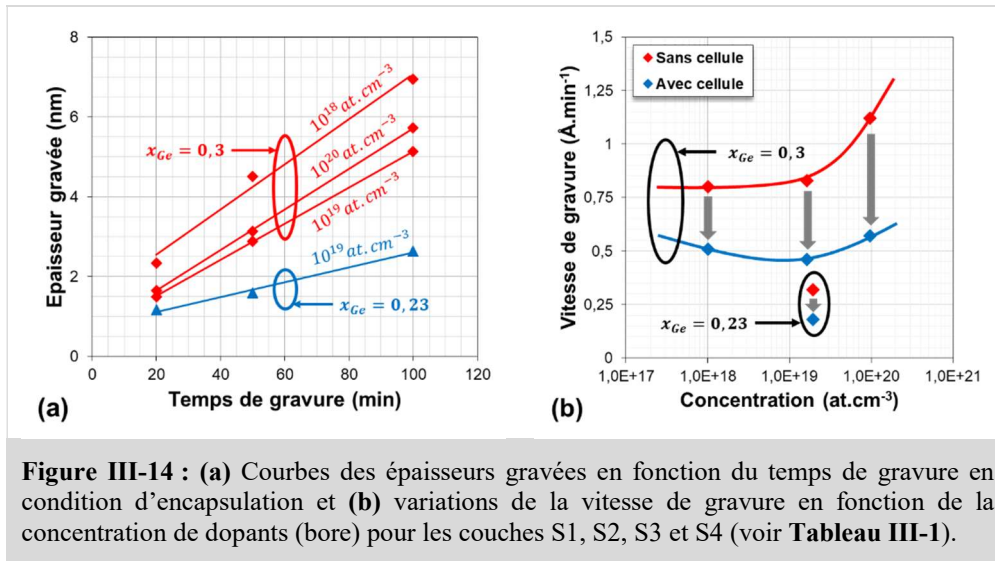 8
6
4
2
0
0
20
40
60
80
100
120
Epaisseur gravée (nm)
Temps de gravure (min)
10¹⁸ at.cm⁻³
10²⁰ at.cm⁻³
10¹⁹ at.cm⁻³
10¹⁹ at.cm⁻³
x_Ge = 0,3
x_Ge = 0,23
(a)
1,5
1,25
1
0,75
0,5
0,25
0
1,0E+17
1,0E+18
1,0E+19
1,0E+20
1,0E+21
Vitesse de gravure (Å.min⁻¹)
Concentration (at.cm⁻³)
Sans cellule
Avec cellule
x_Ge = 0,3
x_Ge = 0,23
(b)
Figure III-14 : (a) Courbes des épaisseurs gravées en fonction du temps de gravure en
condition d’encapsulation et (b) variations de la vitesse de gravure en fonction de la
concentration de dopants (bore) pour les couches S1, S2, S3 et S4 (voir Tableau III-1).